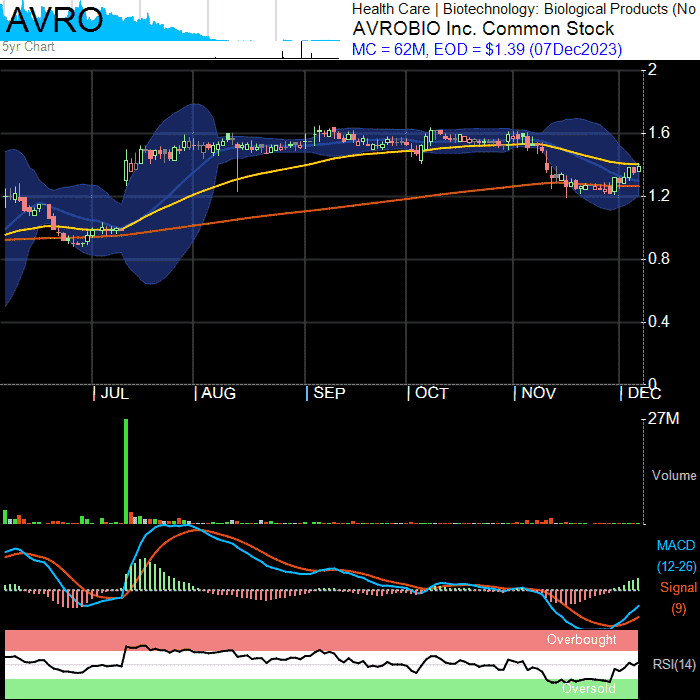 AVRO
5yr Chart
Health Care | Biotechnology: Biological Products (No
AVROBIO Inc. Common Stock
MC = 62M, EOD = $1.39 (07Dec2023)
2
1.6
1.2
0.8
0.4
0
JUL AUG SEP OCT NOV DEC
27M
Volume
MACD
(12-26)
Signal
(9)
Overbought
RSI(14)
Oversold